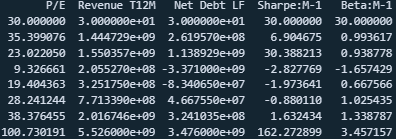 P/E Revenue T12M Net Debt LF Sharpe:M-1 Beta:M-1
30.000000 3.000000e+01 3.000000e+01 30.000000 30.000000
35.399076 1.444729e+09 2.619570e+08 6.904675 0.993617
23.022050 1.550359e+09 1.138929e+09 30.388213 0.938778
9.326661 2.055270e+08 -3.371000e+09 -2.827769 -1.657429
19.404363 3.251750e+08 -8.340650e+07 -1.973641 0.667566
28.241244 7.713390e+08 4.667550e+07 -0.880110 1.025435
38.376455 2.016746e+09 3.241035e+08 1.632434 1.338787
100.730191 5.526000e+09 3.476000e+09 162.272899 3.457157